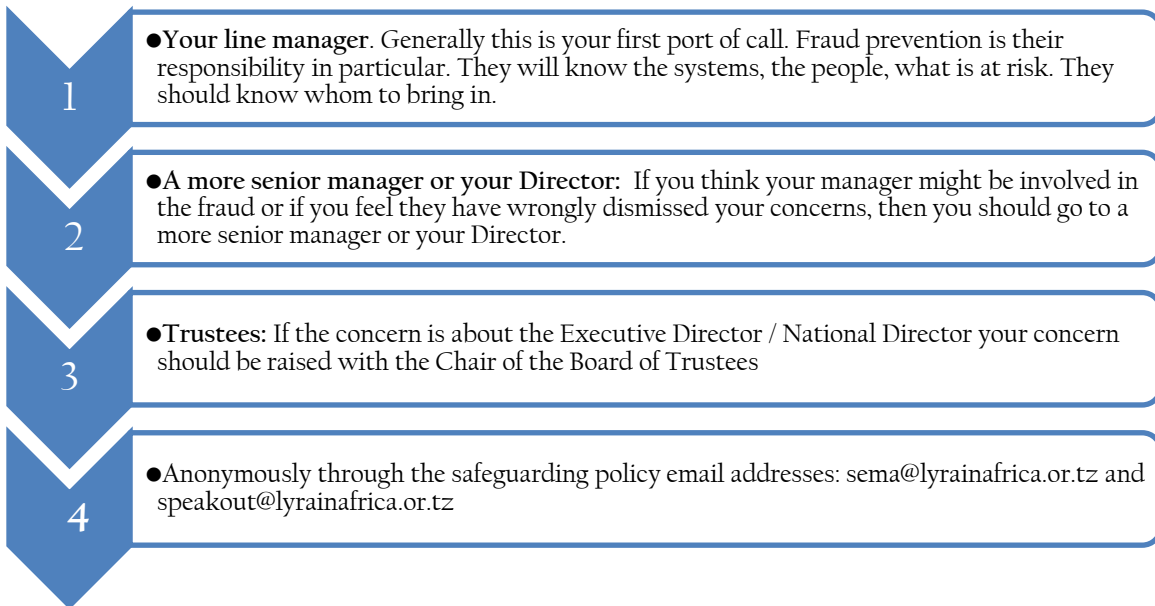 1
●Your line manager. Generally this is your first port of call. Fraud prevention is their
responsibility in particular. They will know the systems, the people, what is at risk. They
should know whom to bring in.
2
●A more senior manager or your Director:  If you think your manager might be involved in
the fraud or if you feel they have wrongly dismissed your concerns, then you should go to a
more senior manager or your Director.
3
●Trustees: If the concern is about the Executive Director / National Director your concern
should be raised with the Chair of the Board of Trustees
4
●Anonymously through the safeguarding policy email addresses: sema@lyrainafrica.or.tz and
speakout@lyrainafrica.or.tz